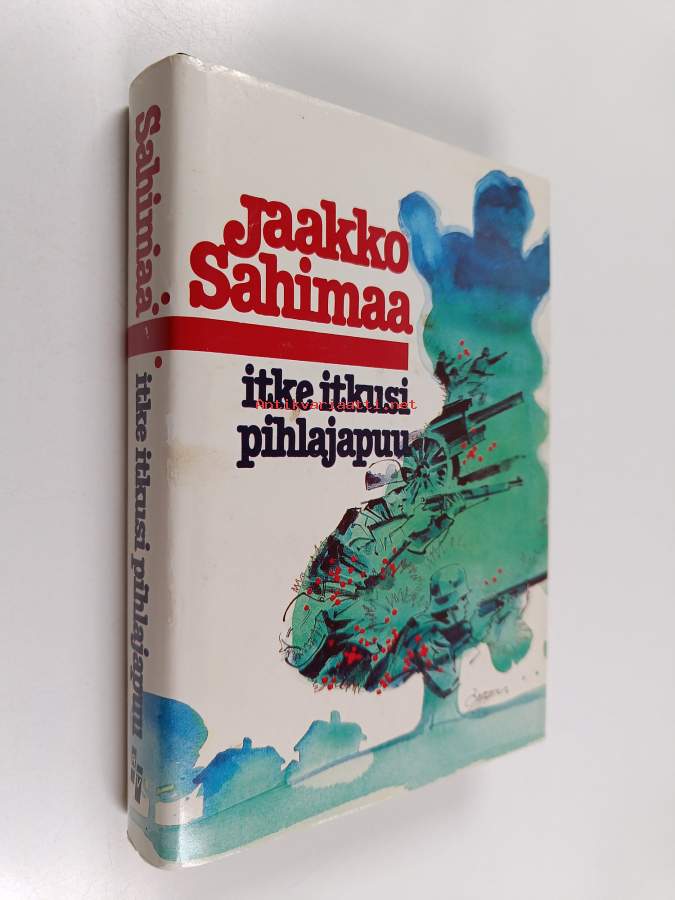 Sahimaa
itke itkusi pihlajapuu
Jaakko
Sahimaa
itke itkusi
Antikvariaatti.net
pihlajapuu